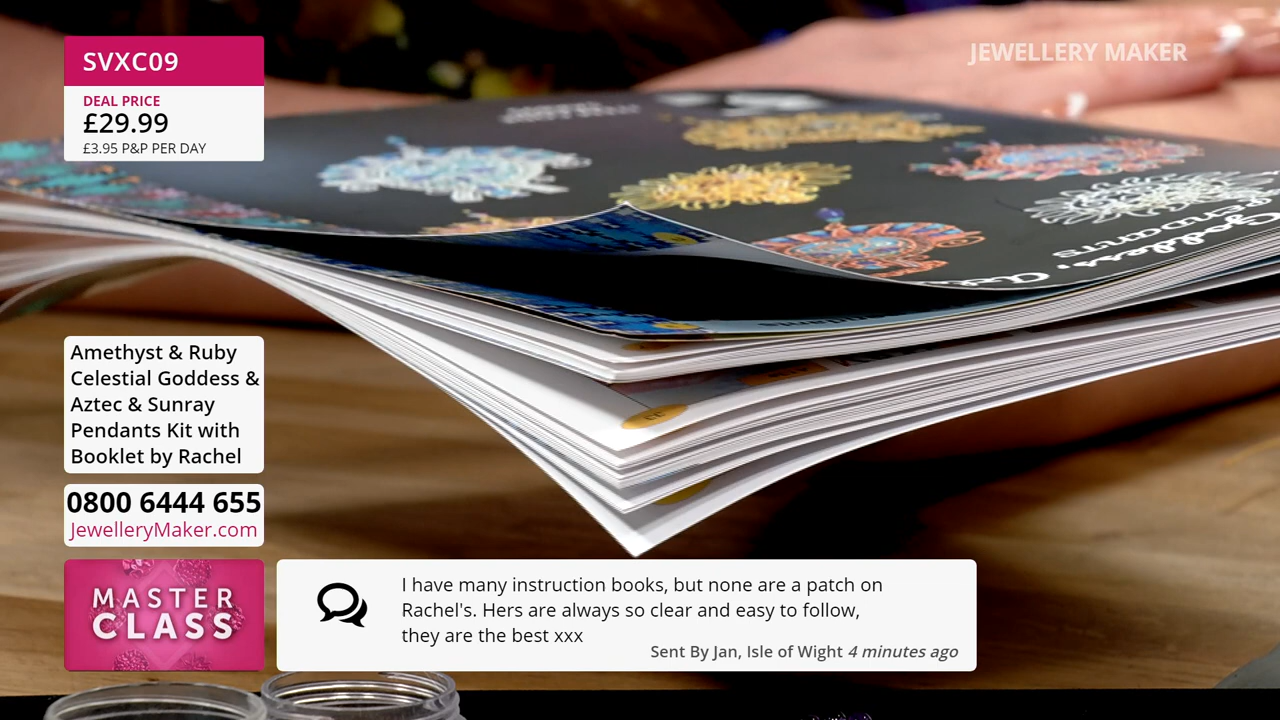 SVXC09
DEAL PRICE
£29.99
£3.95 P&P PER DAY
JEWELLERY MAKER
Goddess,
Pendants
Amethyst & Ruby
Celestial Goddess &
Aztec & Sunray
Pendants Kit with
Booklet by Rachel
0800 6444 655
JewelleryMaker.com
MASTER
CLASS
I have many instruction books, but none are a patch on
Rachel's. Hers are always so clear and easy to follow,
they are the best xxx
Sent By Jan, Isle of Wight 4 minutes ago